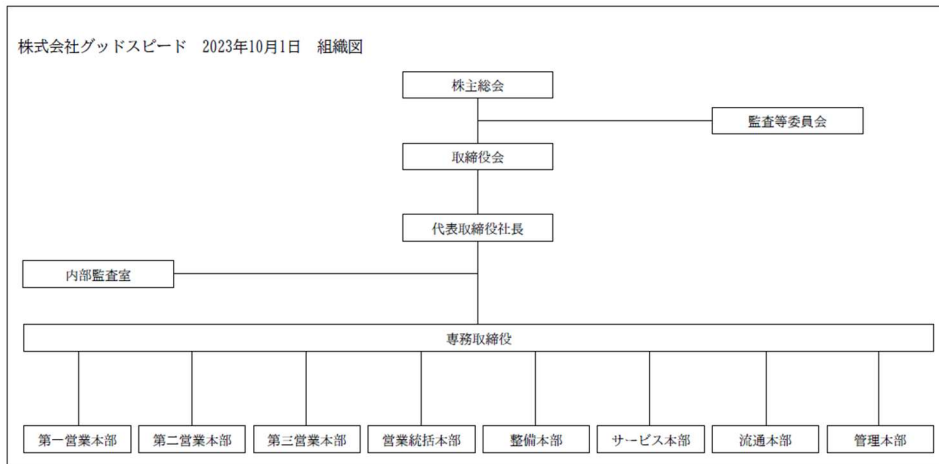 株式会社グッドスピード　2023年10月1日　組織図
株主総会
監査等委員会
取締役会
代表取締役社長
内部監査室
専務取締役
第一営業本部
第二営業本部
第三営業本部
営業統括本部
整備本部
サービス本部
流通本部
管理本部